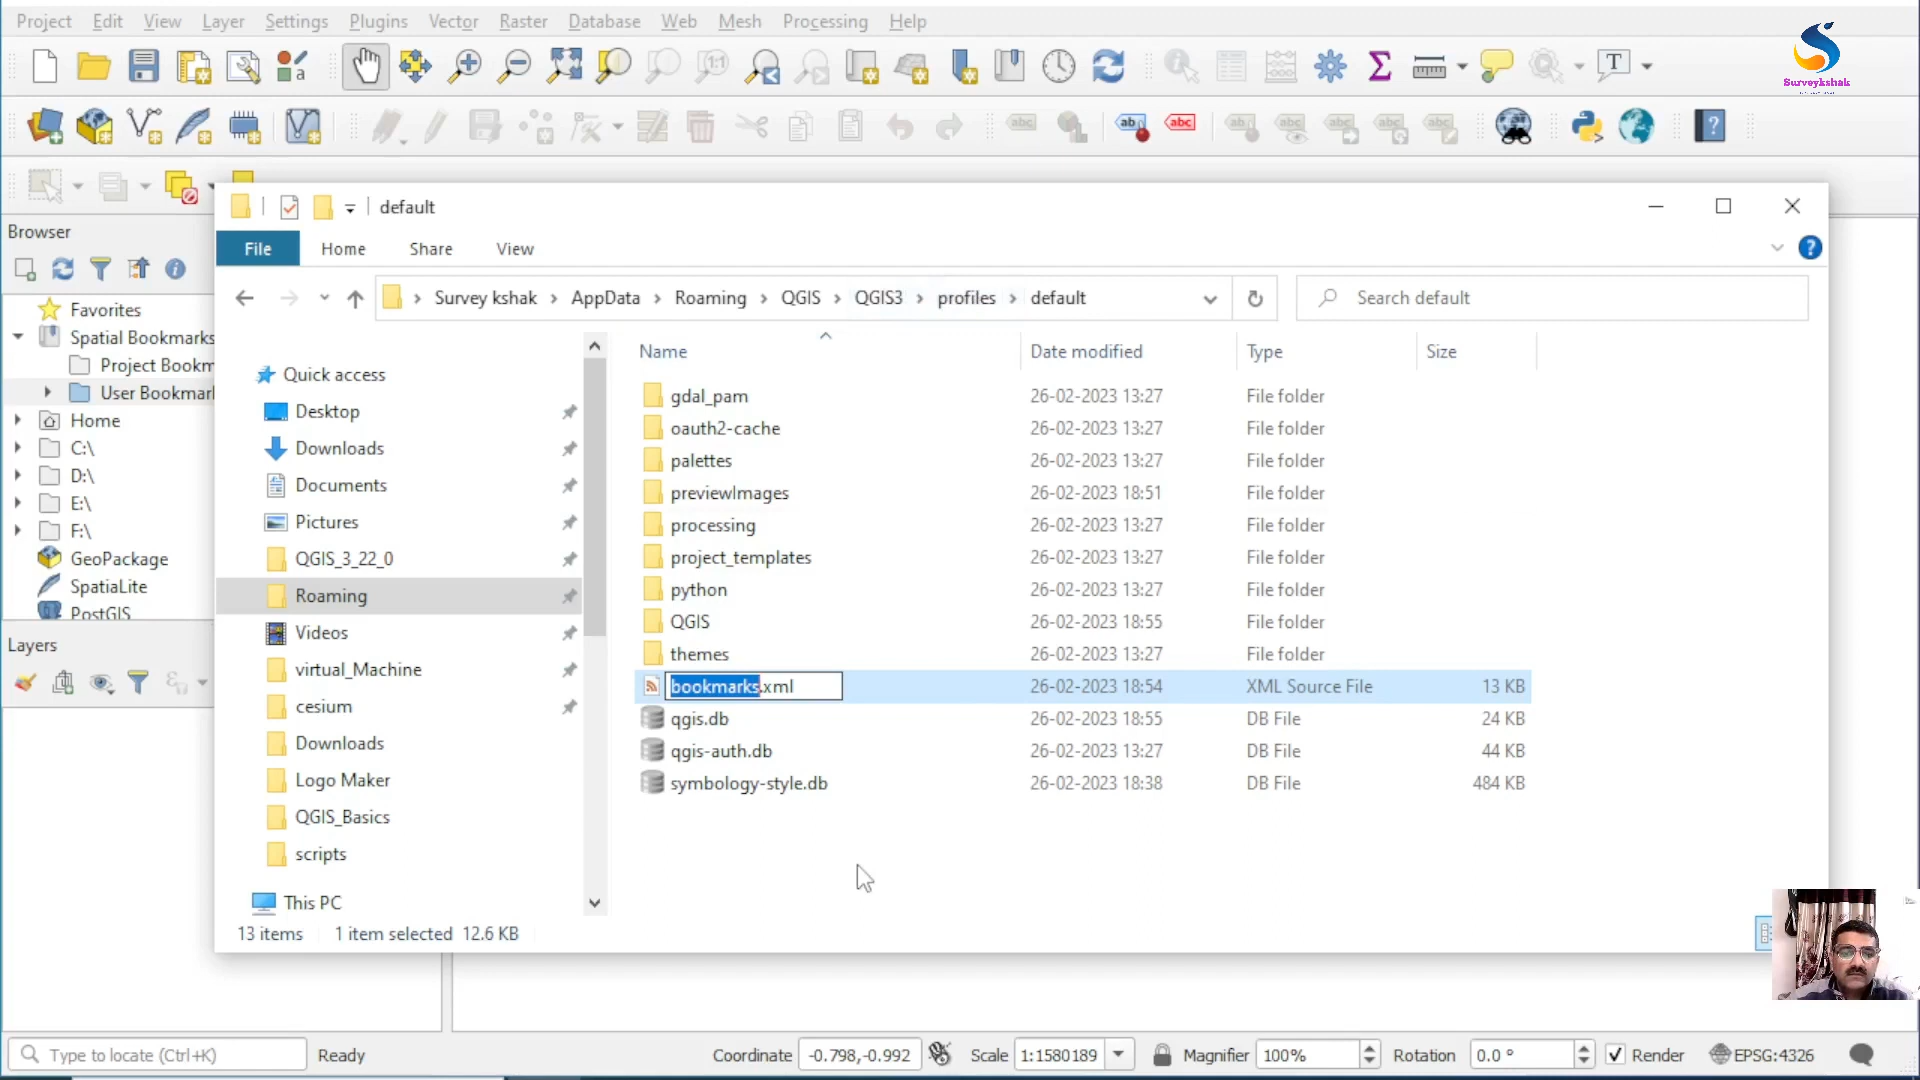 Project Edit View Layer Settings Plugins Vector Raster Database Web Mesh Processing Help
Surveykshak
default
File Home Share View
Survey kshak > AppData > Roaming > QGIS > QGIS3 > profiles > default
Search default
Browser
Favorites
Spatial Bookmarks
Project Bookm
User Bookmar
Home
C:\
D:\
E:\
F:\
GeoPackage
SpatiaLite
PostGIS
Layers
Quick access
Desktop
Downloads
Documents
Pictures
QGIS_3_22_0
Roaming
Videos
virtual_Machine
cesium
Downloads
Logo Maker
QGIS_Basics
scripts
This PC
Name Date modified Type Size
gdal_pam 26-02-2023 13:27 File folder
oauth2-cache 26-02-2023 13:27 File folder
palettes 26-02-2023 13:27 File folder
previewImages 26-02-2023 18:51 File folder
processing 26-02-2023 13:27 File folder
project_templates 26-02-2023 13:27 File folder
python 26-02-2023 13:27 File folder
QGIS 26-02-2023 18:55 File folder
themes 26-02-2023 13:27 File folder
bookmarks.xml 26-02-2023 18:54 XML Source File 13 KB
qgis.db 26-02-2023 18:55 DB File 24 KB
qgis-auth.db 26-02-2023 13:27 DB File 44 KB
symbology-style.db 26-02-2023 18:38 DB File 484 KB
13 items 1 item selected 12.6 KB
Type to locate (Ctrl+K) Ready Coordinate -0.798,-0.992 Scale 1:1580189 Magnifier 100% Rotation 0.0 ° Render EPSG:4326